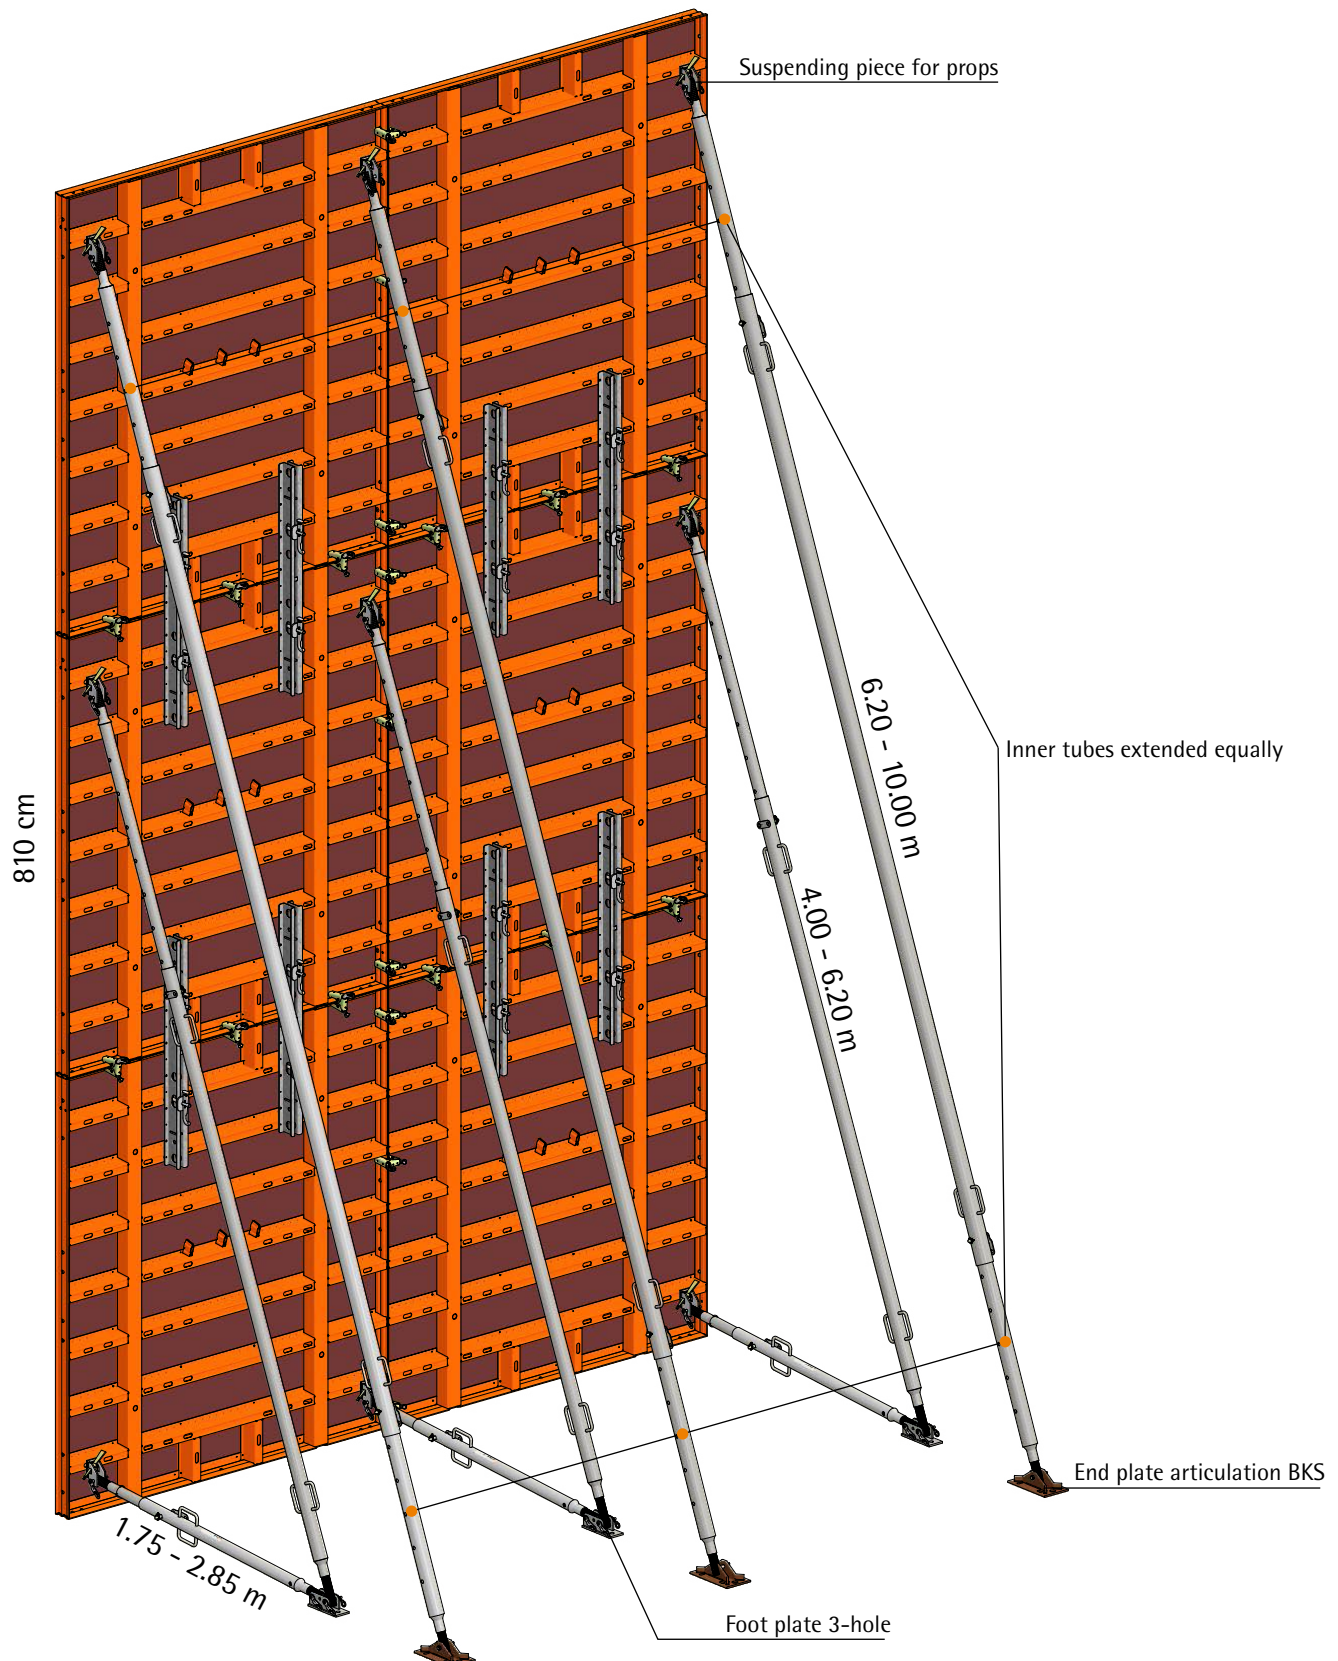 Suspending piece for props
6.20 - 10.00 m
Inner tubes extended equally
810 cm
4.00 - 6.20 m
End plate articulation BKS
1.75 - 2.85 m
Foot plate 3-hole